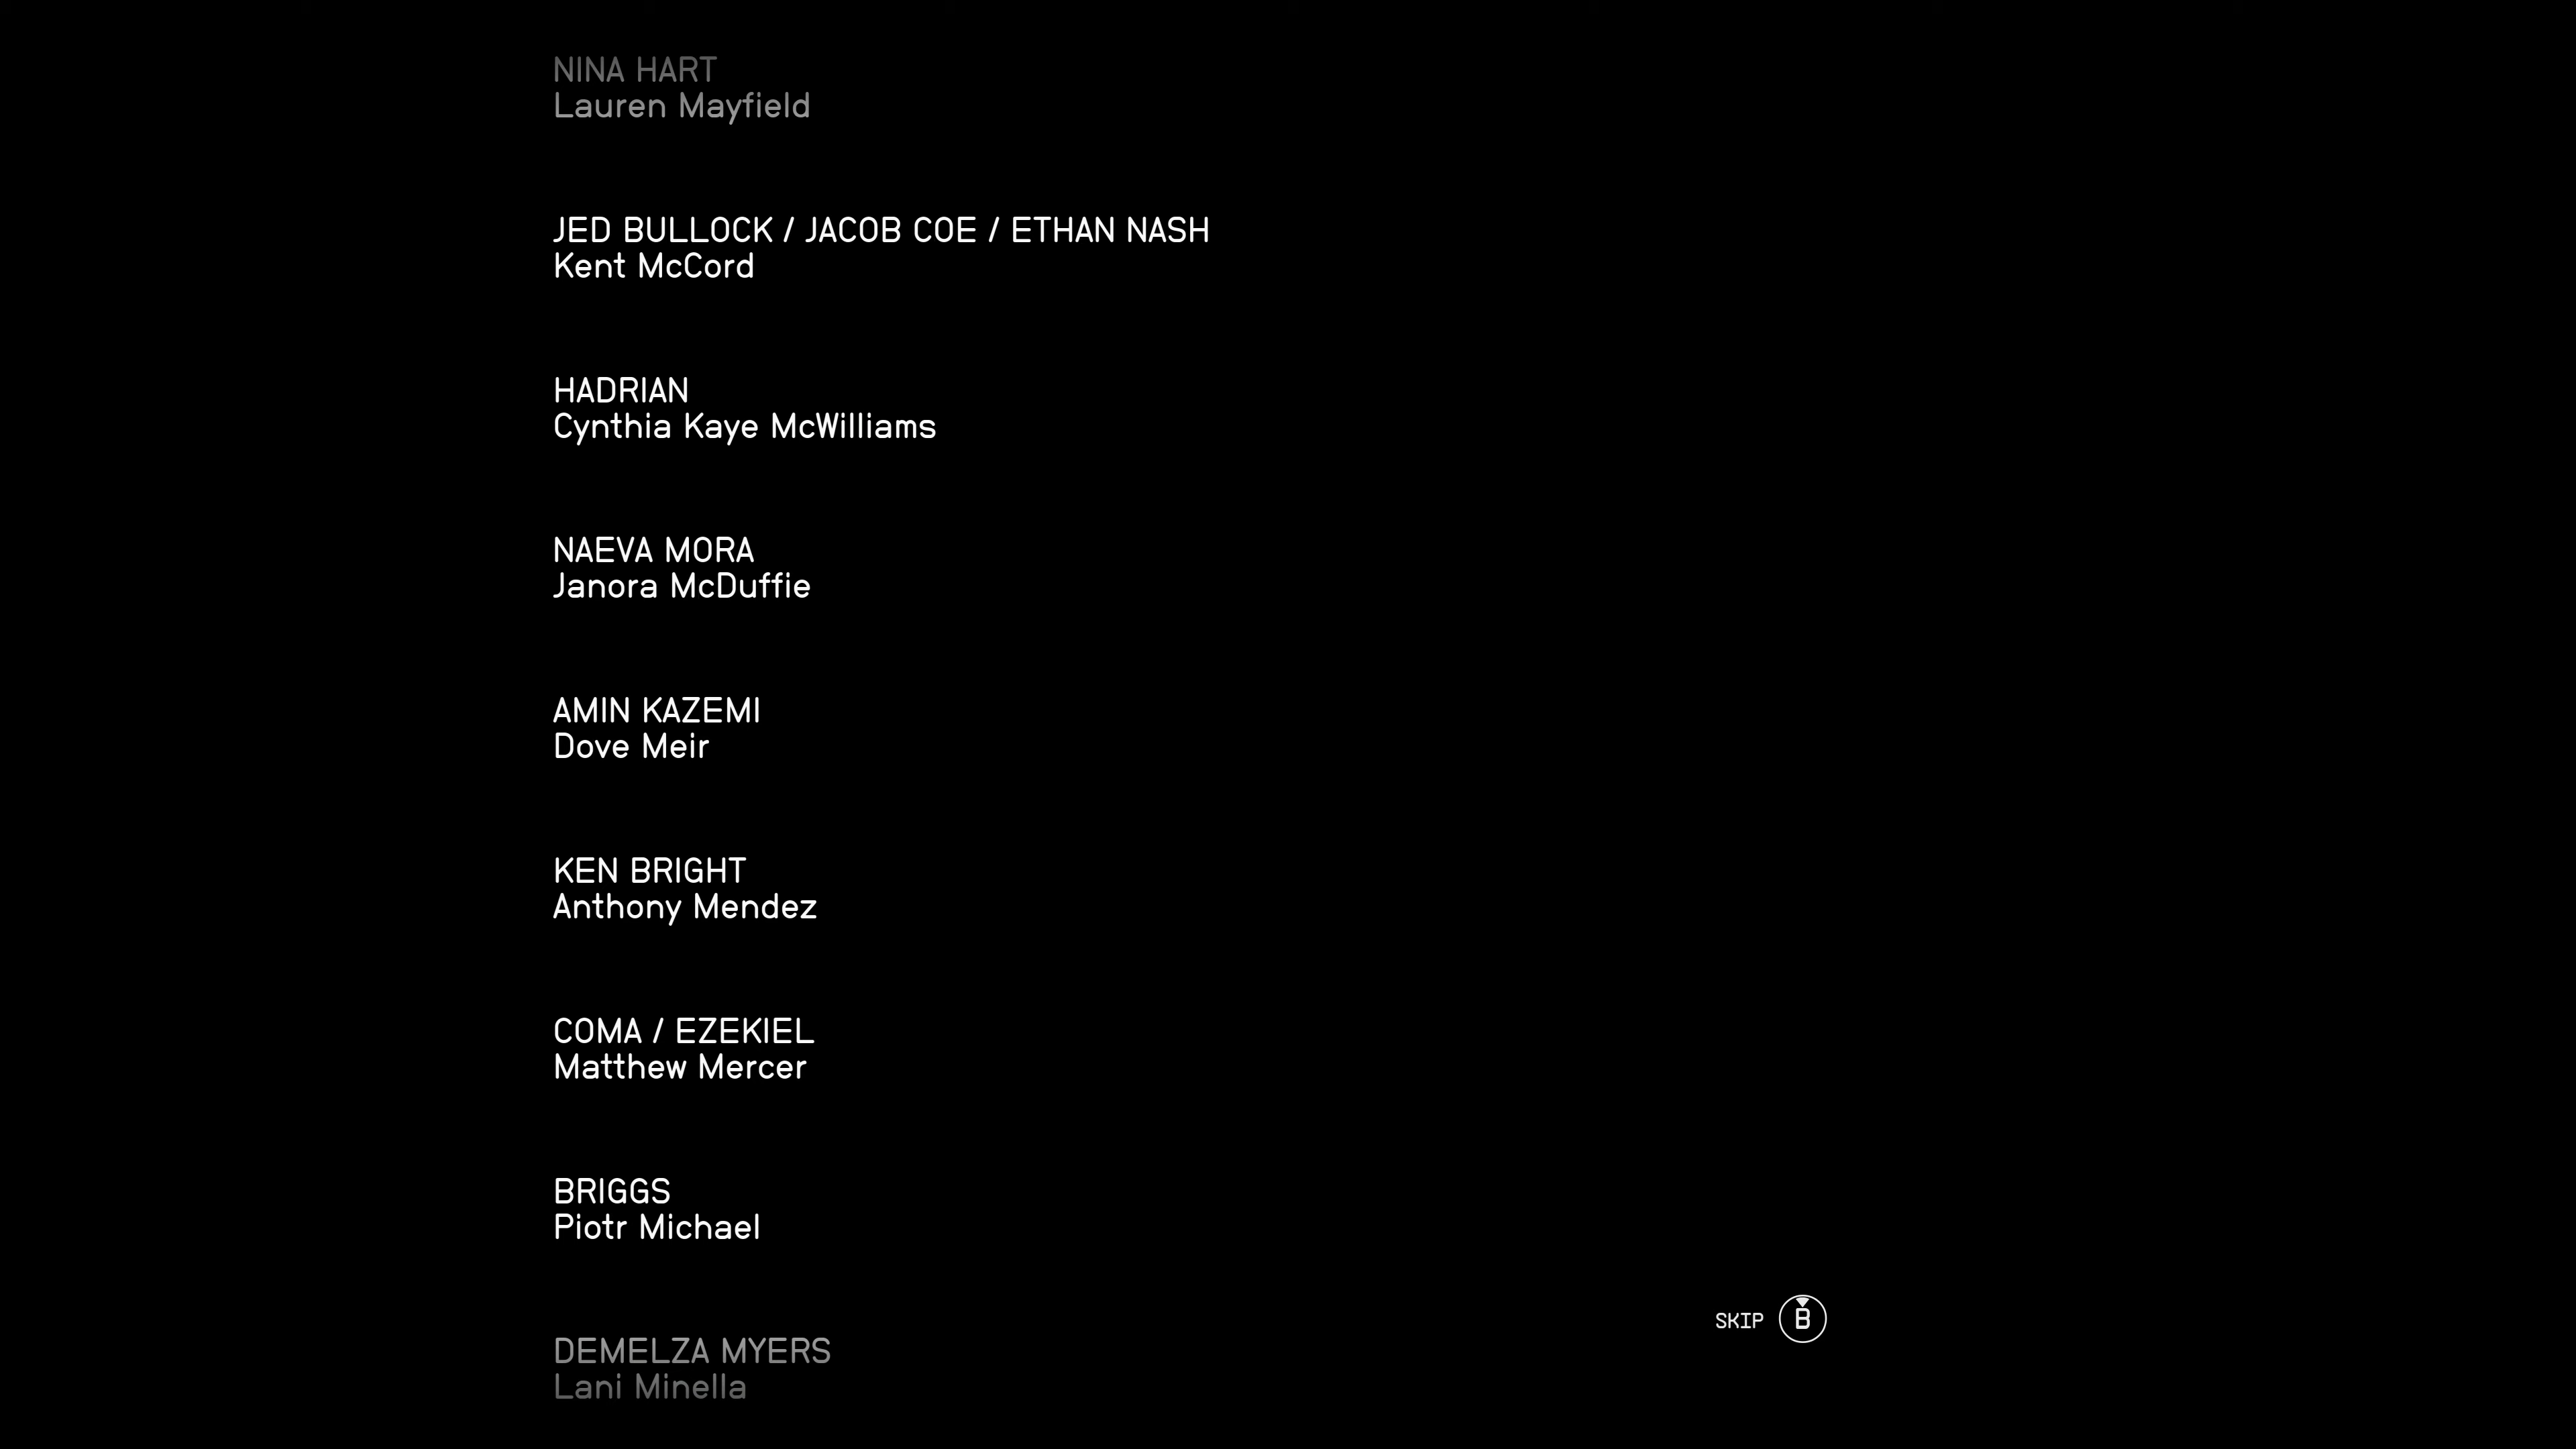 NINA HART
Lauren Mayfield
JED BULLOCK / JACOB COE / ETHAN NASH
Kent McCord
HADRIAN
Cynthia Kaye McWilliams
NAEVA MORA
Janora McDuffie
AMIN KAZEMI
Dove Meir
KEN BRIGHT
Anthony Mendez
COMA / EZEKIEL
Matthew Mercer
BRIGGS
Piotr Michael
SKIP B
DEMELZA MYERS
Lani Minella